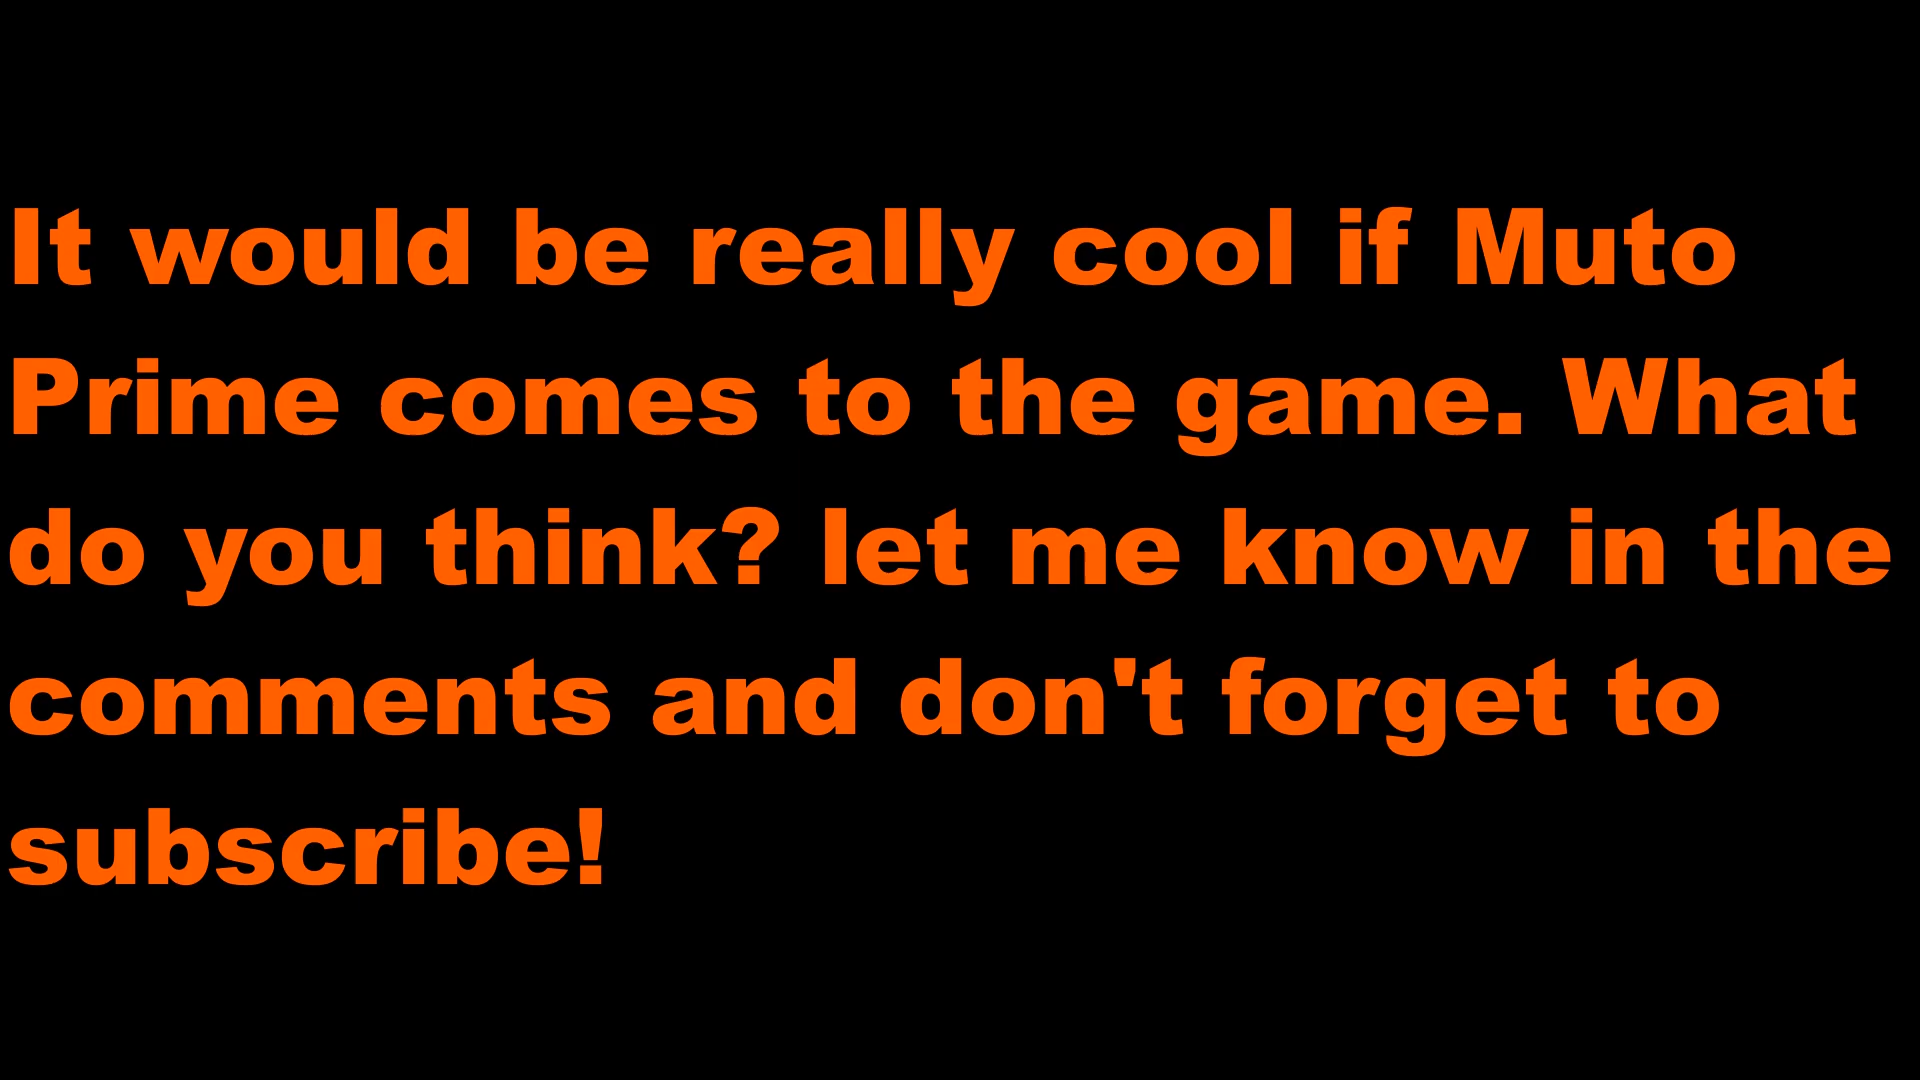 It would be really cool if Muto
Prime comes to the game. What
do you think? let me know in the
comments and don't forget to
subscribe!